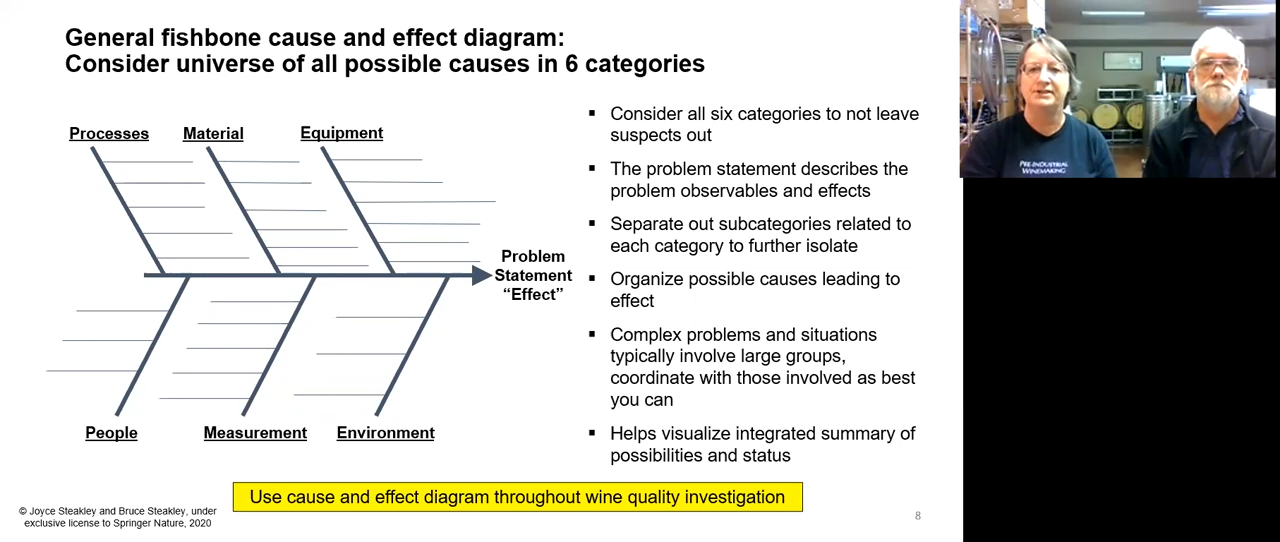 General fishbone cause and effect diagram:
Consider universe of all possible causes in 6 categories
Processes
Material
Equipment
Problem
Statement
“Effect”
People
Measurement
Environment
▪ Consider all six categories to not leave
suspects out
▪ The problem statement describes the
problem observables and effects
▪ Separate out subcategories related to
each category to further isolate
▪ Organize possible causes leading to
effect
▪ Complex problems and situations
typically involve large groups,
coordinate with those involved as best
you can
▪ Helps visualize integrated summary of
possibilities and status
Use cause and effect diagram throughout wine quality investigation
© Joyce Steakley and Bruce Steakley, under
exclusive license to Springer Nature, 2020
8
PRE-INDUSTRIAL
WINEMAKING